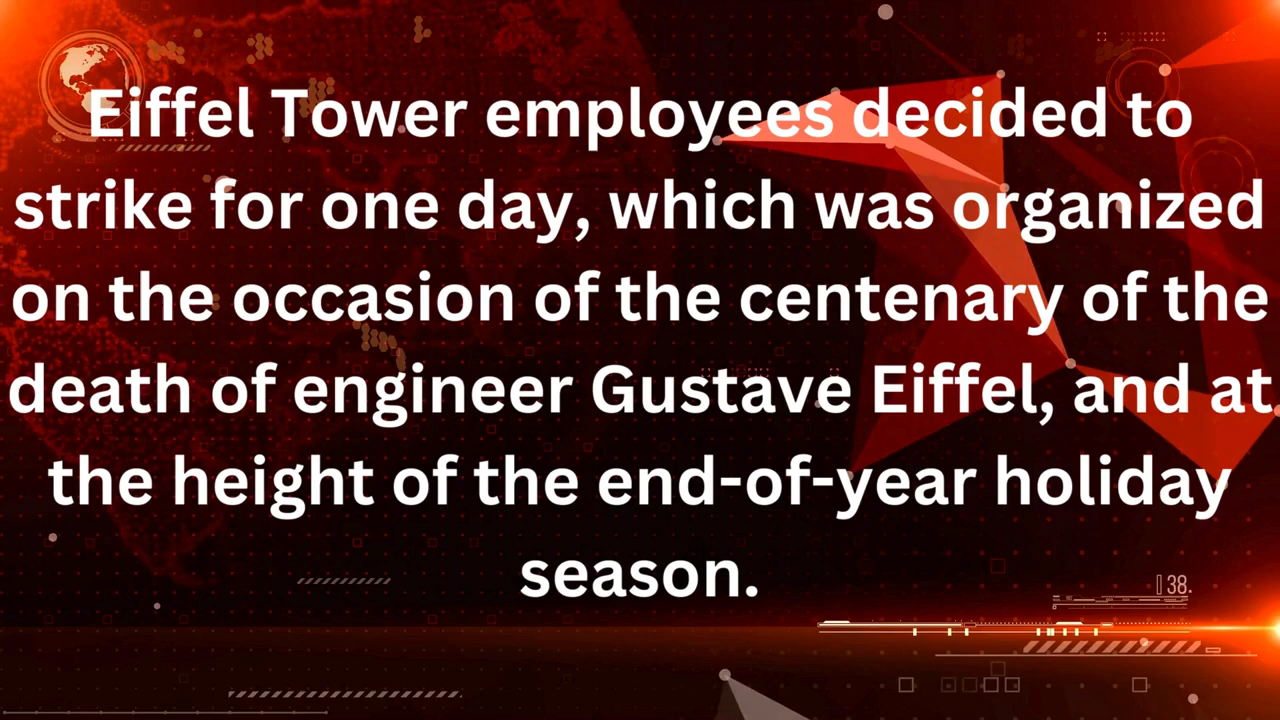 Eiffel Tower employees decided to
strike for one day, which was organized
on the occasion of the centenary of the
death of engineer Gustave Eiffel, and at
the height of the end-of-year holiday
season.
38.